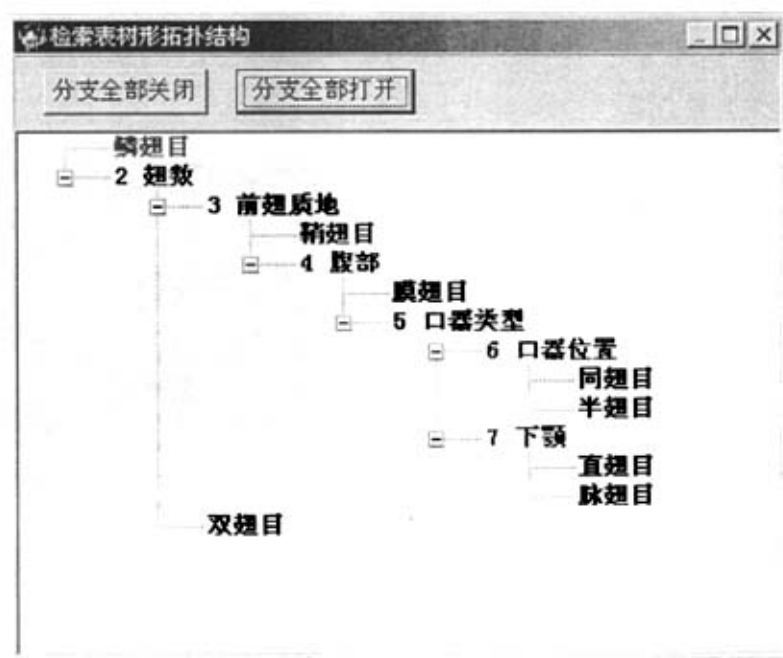 检索表树形拓扑结构
分支全部关闭 分支全部打开
鳞翅目
2 翅数
3 前翅质地
鞘翅目
4 腹部
膜翅目
5 口器类型
6 口器位置
同翅目
半翅目
7 下颚
直翅目
脉翅目
双翅目